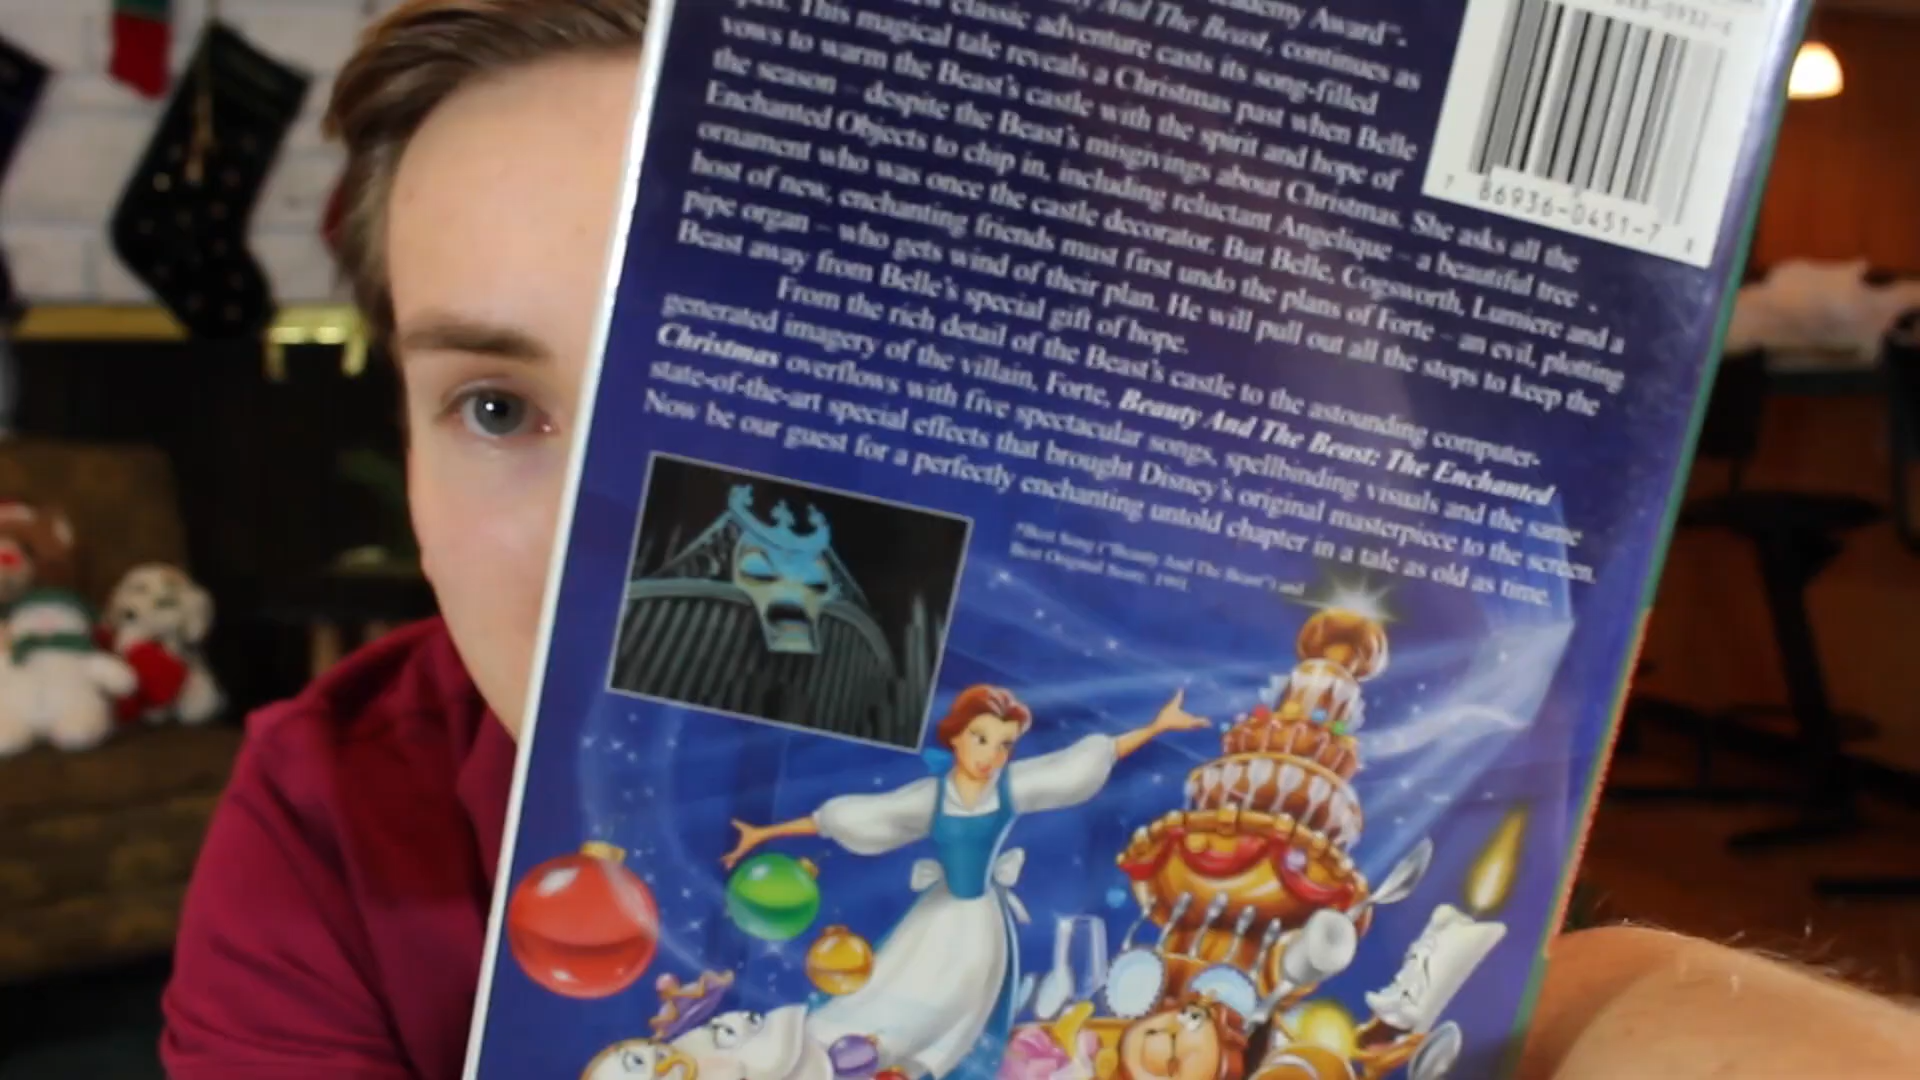 Academy Award™-
And The Beast, continues as
classic adventure casts its song-filled
This magical tale reveals a Christmas past when Belle
vows to warm the Beast's castle with the spirit and hope of
the season – despite the Beast's misgivings about Christmas. She asks all the
Enchanted Objects to chip in, including reluctant Angelique – a beautiful tree
ornament who was once the castle decorator. But Belle, Cogsworth, Lumiere and a
host of new, enchanting friends must first undo the plans of Forte – an evil, plotting
pipe organ – who gets wind of their plan. He will pull out all the stops to keep the
Beast away from Belle's special gift of hope.
From the rich detail of the Beast's castle to the astounding computer-
generated imagery of the villain, Forte, Beauty And The Beast: The Enchanted
Christmas overflows with five spectacular songs, spellbinding visuals and the same
state-of-the-art special effects that brought Disney's original masterpiece to the screen.
Now be our guest for a perfectly enchanting untold chapter in a tale as old as time.
*Best Song ("Beauty And The Beast") and
Best Original Score, 1991.
7 86936-0451-7 8